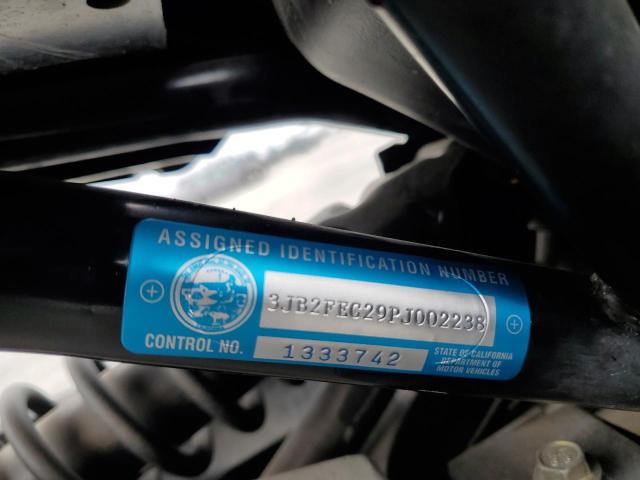 ASSIGNED IDENTIFICATION NUMBER
3JB2FEC29PJ002238
CONTROL NO. 1333742
STATE OF CALIFORNIA
DEPARTMENT OF
MOTOR VEHICLES